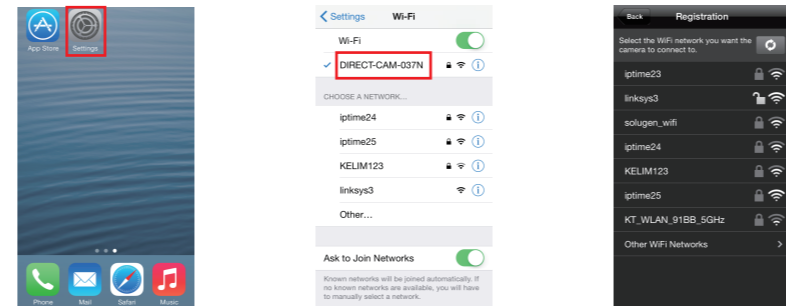 App Store
Settings
Phone
Mail
Safari
Music
Settings
Wi-Fi
Wi-Fi
DIRECT-CAM-037N
CHOOSE A NETWORK...
iptime24
iptime25
KELIM123
linksys3
Other...
Ask to Join Networks
Known networks will be joined automatically. If
no known networks are available, you will have
to manually select a network.
Back
Registration
Select the WiFi network you want the
camera to connect to.
iptime23
linksys3
solugen_wifi
iptime24
KELIM123
iptime25
KT_WLAN_91BB_5GHz
Other WiFi Networks